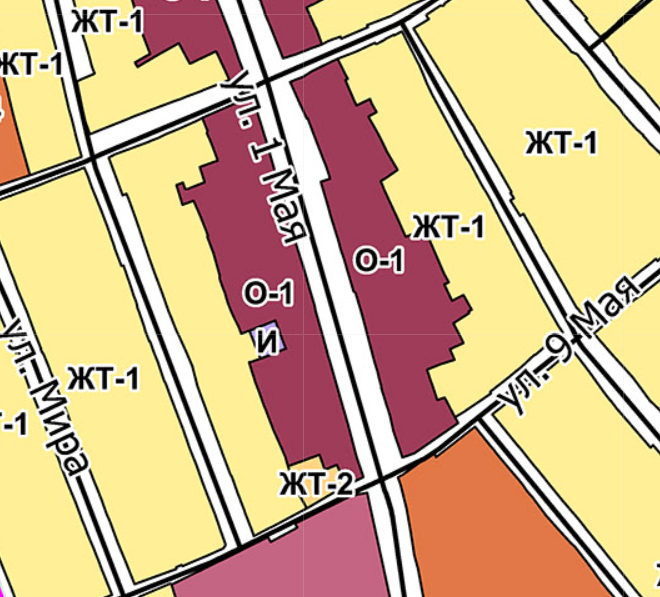 ЖТ-1
ЖТ-1
ул. 1 Мая
ЖТ-1
ЖТ-1
О-1
О-1
И
ул. 9 Мая
ул. Мира
ЖТ-1
-1
ЖТ-2